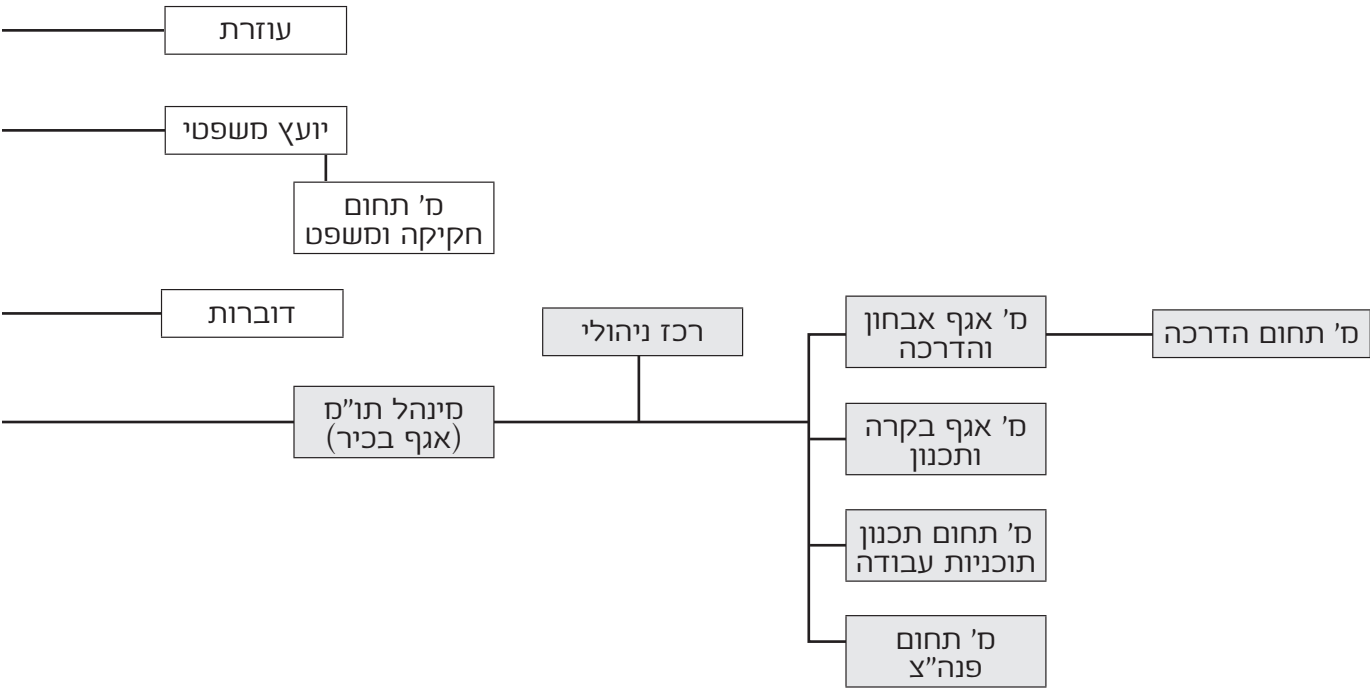 עוזרת
יועץ משפטי
מ' תחום
חקיקה ומשפט
דוברות
רכז ניהולי
מינהל תו"מ
(אגף בכיר)
מ' אגף אבחון
והדרכה
מ' תחום הדרכה
מ' אגף בקרה
ותכנון
מ' תחום תכנון
תוכניות עבודה
מ' תחום
פנה"צ